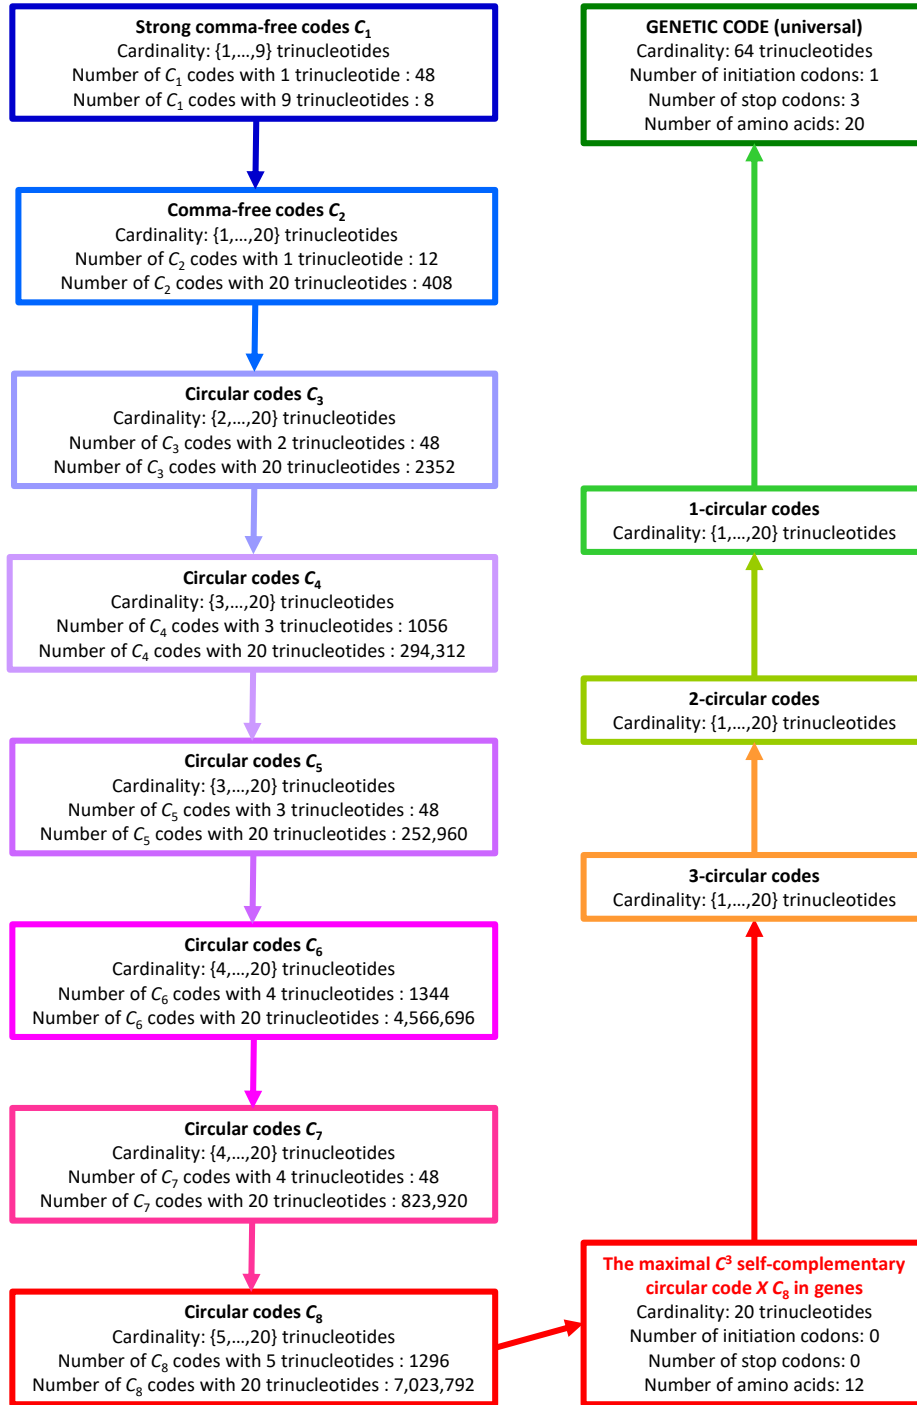 Strong comma-free codes C₁
Cardinality: {1,…,9} trinucleotides
Number of C₁ codes with 1 trinucleotide : 48
Number of C₁ codes with 9 trinucleotides : 8
Comma-free codes C₂
Cardinality: {1,…,20} trinucleotides
Number of C₂ codes with 1 trinucleotide : 12
Number of C₂ codes with 20 trinucleotides : 408
Circular codes C₃
Cardinality: {2,…,20} trinucleotides
Number of C₃ codes with 2 trinucleotides : 48
Number of C₃ codes with 20 trinucleotides : 2352
Circular codes C₄
Cardinality: {3,…,20} trinucleotides
Number of C₄ codes with 3 trinucleotides : 1056
Number of C₄ codes with 20 trinucleotides : 294,312
Circular codes C₅
Cardinality: {3,…,20} trinucleotides
Number of C₅ codes with 3 trinucleotides : 48
Number of C₅ codes with 20 trinucleotides : 252,960
Circular codes C₆
Cardinality: {4,…,20} trinucleotides
Number of C₆ codes with 4 trinucleotides : 1344
Number of C₆ codes with 20 trinucleotides : 4,566,696
Circular codes C₇
Cardinality: {4,…,20} trinucleotides
Number of C₇ codes with 4 trinucleotides : 48
Number of C₇ codes with 20 trinucleotides : 823,920
Circular codes C₈
Cardinality: {5,…,20} trinucleotides
Number of C₈ codes with 5 trinucleotides : 1296
Number of C₈ codes with 20 trinucleotides : 7,023,792
The maximal C³ self-complementary
circular code X C₈ in genes
Cardinality: 20 trinucleotides
Number of initiation codons: 0
Number of stop codons: 0
Number of amino acids: 12
3-circular codes
Cardinality: {1,…,20} trinucleotides
2-circular codes
Cardinality: {1,…,20} trinucleotides
1-circular codes
Cardinality: {1,…,20} trinucleotides
GENETIC CODE (universal)
Cardinality: 64 trinucleotides
Number of initiation codons: 1
Number of stop codons: 3
Number of amino acids: 20